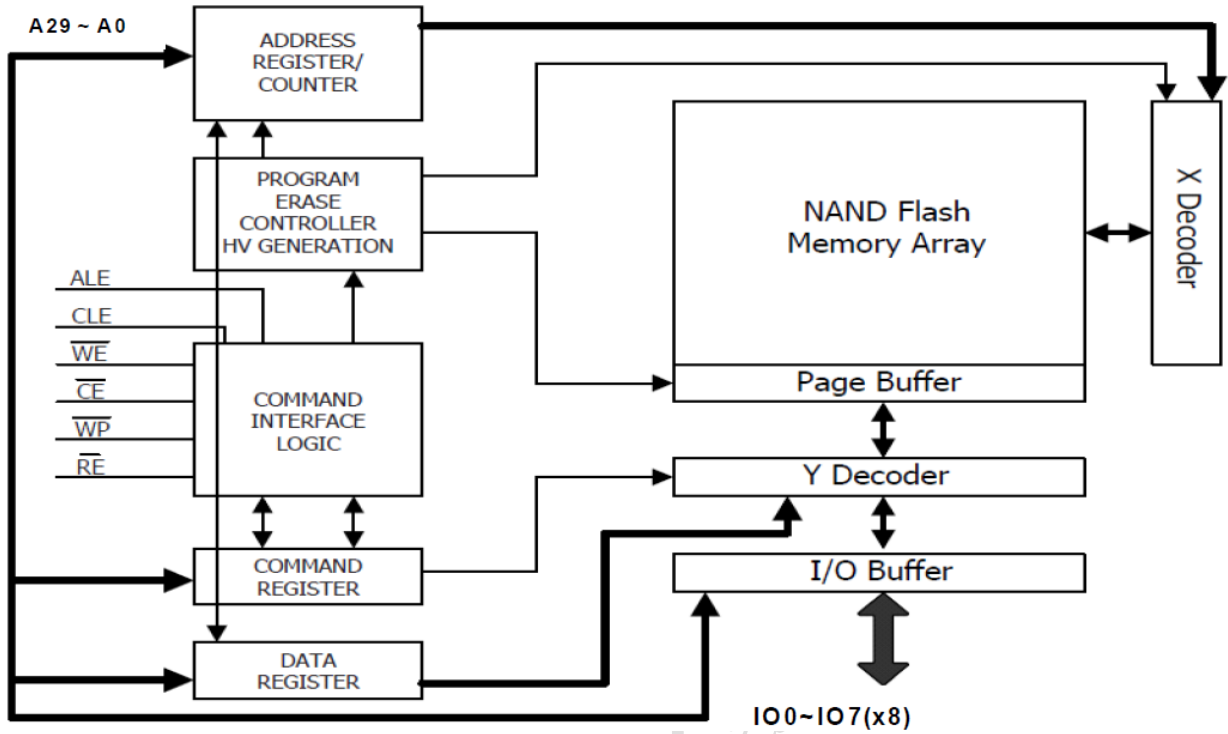 A29 ~ A0
ADDRESS
REGISTER/
COUNTER
PROGRAM
ERASE
CONTROLLER
HV GENERATION
NAND Flash
Memory Array
X Decoder
ALE
CLE
WE
CE
WP
RE
COMMAND
INTERFACE
LOGIC
Page Buffer
Y Decoder
COMMAND
REGISTER
I/O Buffer
DATA
REGISTER
IO0~IO7(x8)